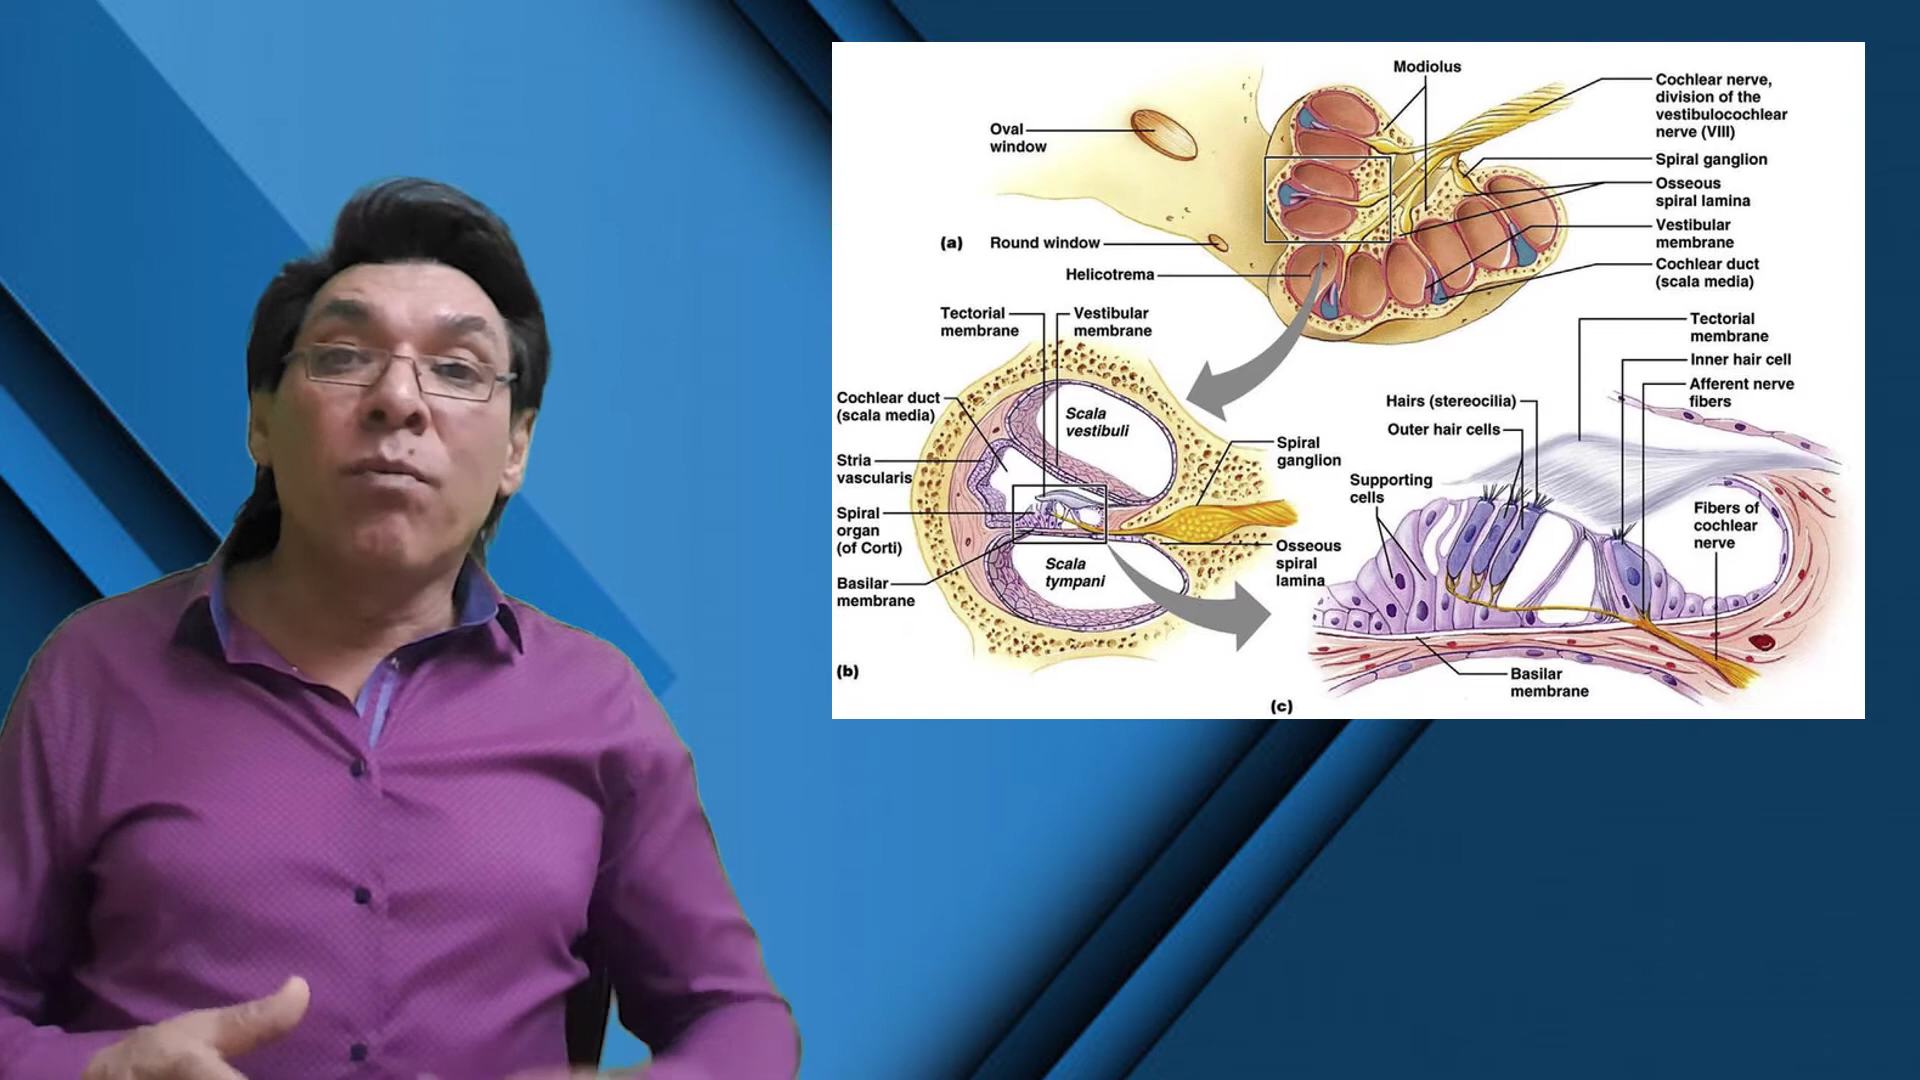 Modiolus
Cochlear nerve,
division of the
vestibulocochlear
nerve (VIII)
Oval
window
Spiral ganglion
Osseous
spiral lamina
Vestibular
membrane
(a)
Round window
Helicotrema
Cochlear duct
(scala media)
Tectorial
membrane
Vestibular
membrane
Cochlear duct
(scala media)
Scala
vestibuli
Stria
vascularis
Spiral
ganglion
Spiral
organ
(of Corti)
Basilar
membrane
Scala
tympani
Osseous
spiral
lamina
(b)
Tectorial
membrane
Inner hair cell
Afferent nerve
fibers
Hairs (stereocilia)
Outer hair cells
Supporting
cells
Fibers of
cochlear
nerve
Basilar
membrane
(c)